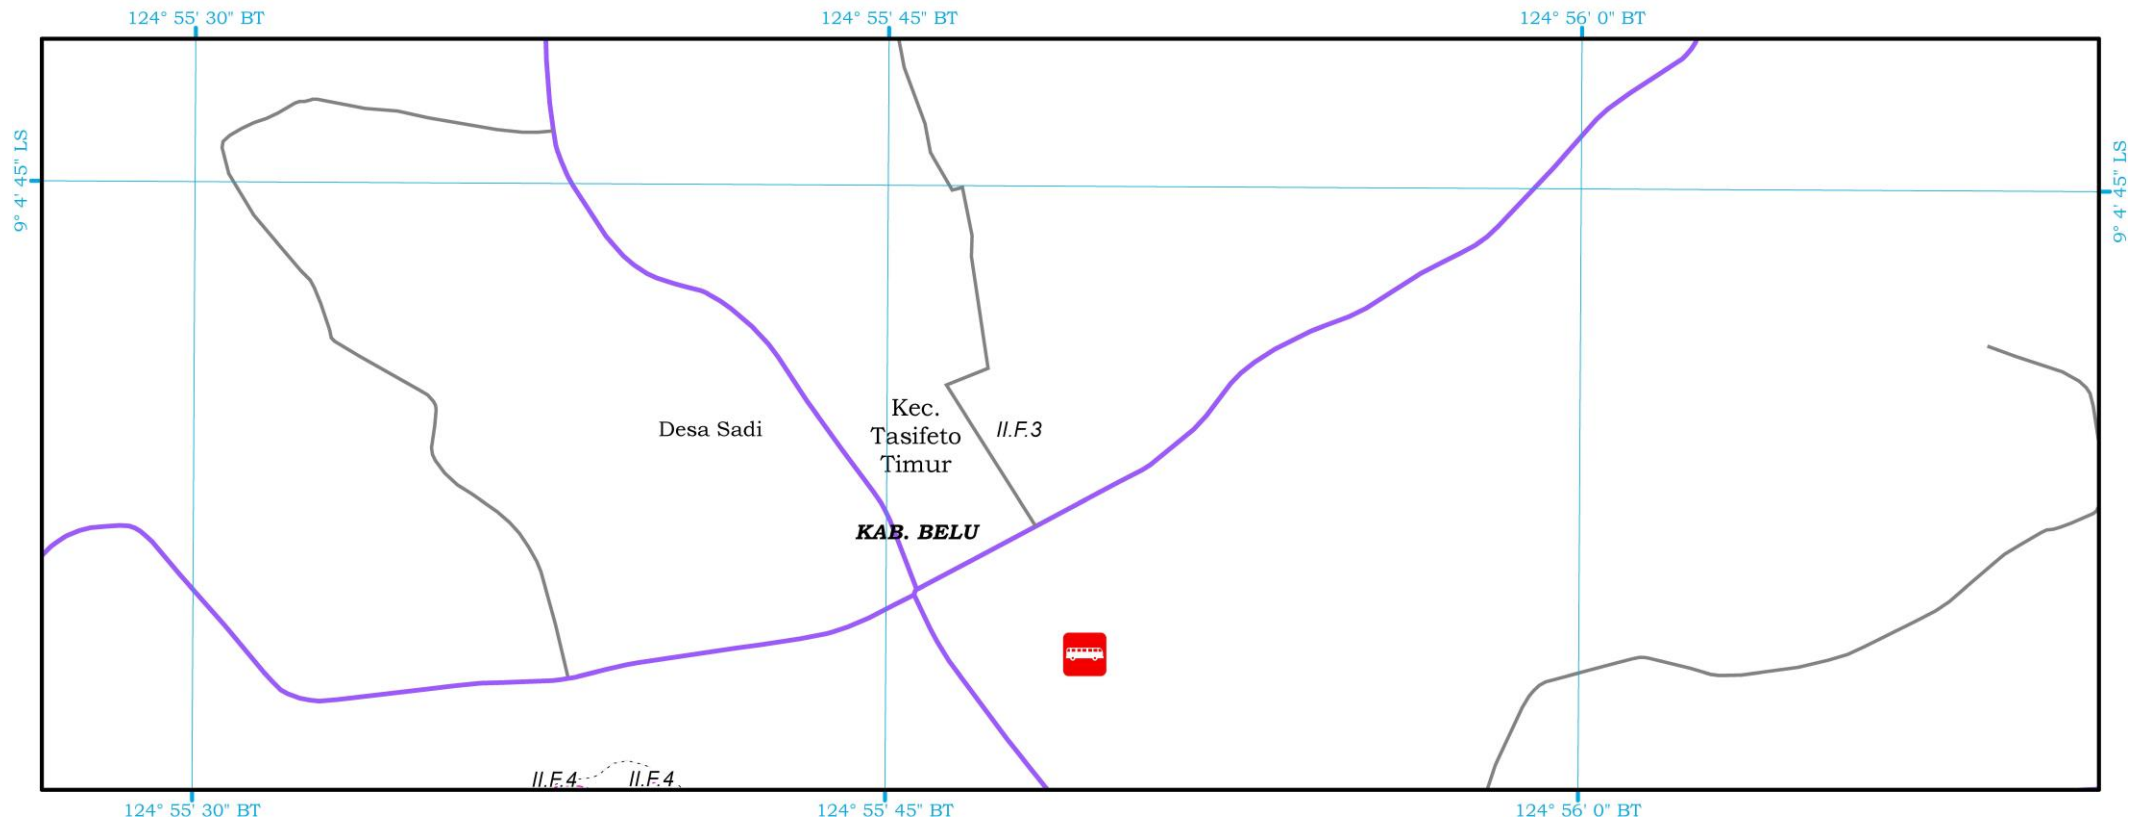 124° 55' 30" BT
124° 55' 45" BT
124° 56' 0" BT
9° 4' 45" LS
9° 4' 45" LS
Kec.
Tasifeto
Timur
Desa Sadi
II.F.3
KAB. BELU
II.F.4
II.F.4
124° 55' 30" BT
124° 55' 45" BT
124° 56' 0" BT